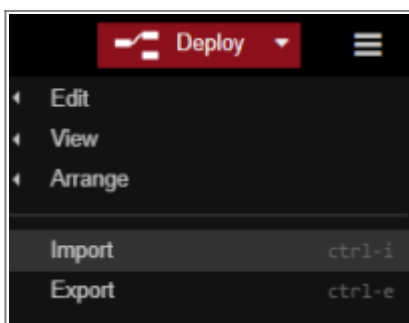 Deploy
Edit
View
Arrange
Import ctrl-i
Export ctrl-e